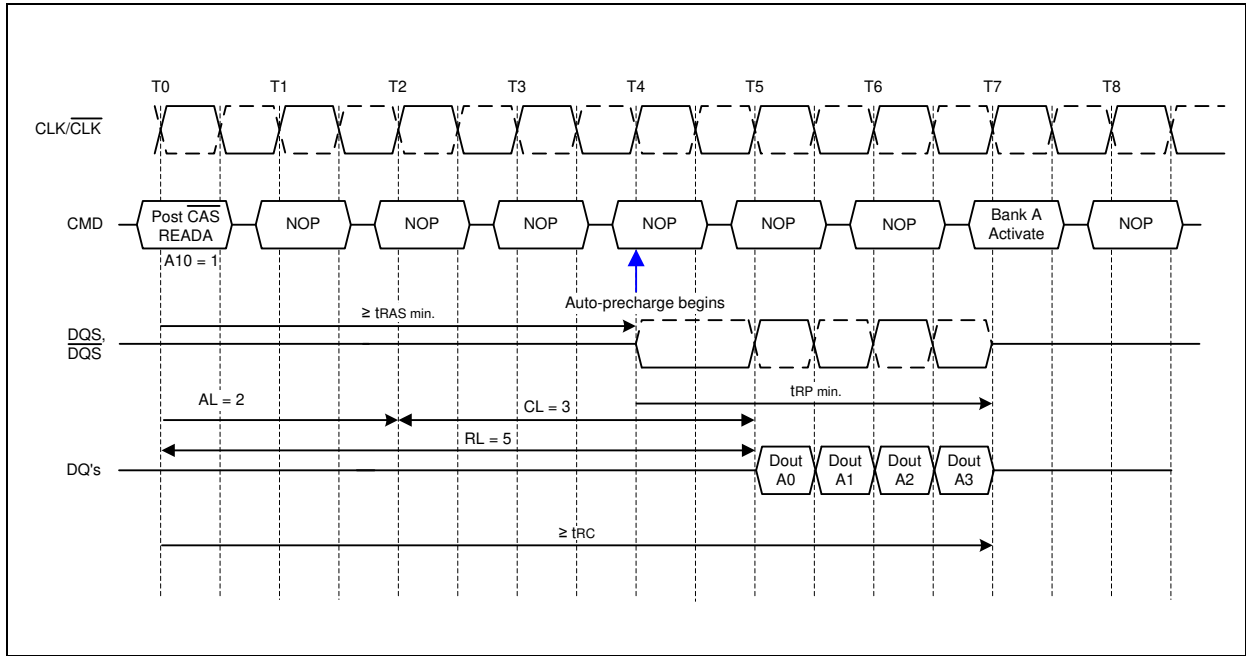 T0 T1 T2 T3 T4 T5 T6 T7 T8
CLK/CLK
CMD
Post CAS
READA
NOP NOP NOP NOP NOP NOP
Bank A
Activate
NOP
A10 = 1
Auto-precharge begins
≥ tRAS min.
DQS,
DQS
tRP min.
AL = 2
CL = 3
RL = 5
DQ's
Dout
A0
Dout
A1
Dout
A2
Dout
A3
≥ tRC